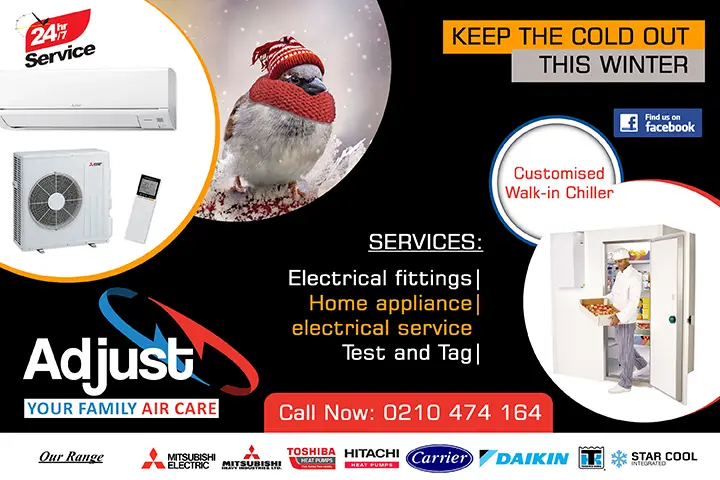 24hr/7
Service
KEEP THE COLD OUT
THIS WINTER
Find us on
facebook
Customised
Walk-in Chiller
SERVICES:
Electrical fittings|
Home appliance|
electrical service
Test and Tag|
Adjust
YOUR FAMILY AIR CARE
Call Now: 0210 474 164
Our Range
MITSUBISHI
ELECTRIC
MITSUBISHI
HEAVY INDUSTRIES, LTD.
TOSHIBA
HEAT PUMPS
HITACHI
HEAT PUMPS
Carrier
DAIKIN
STAR COOL
INTEGRATED